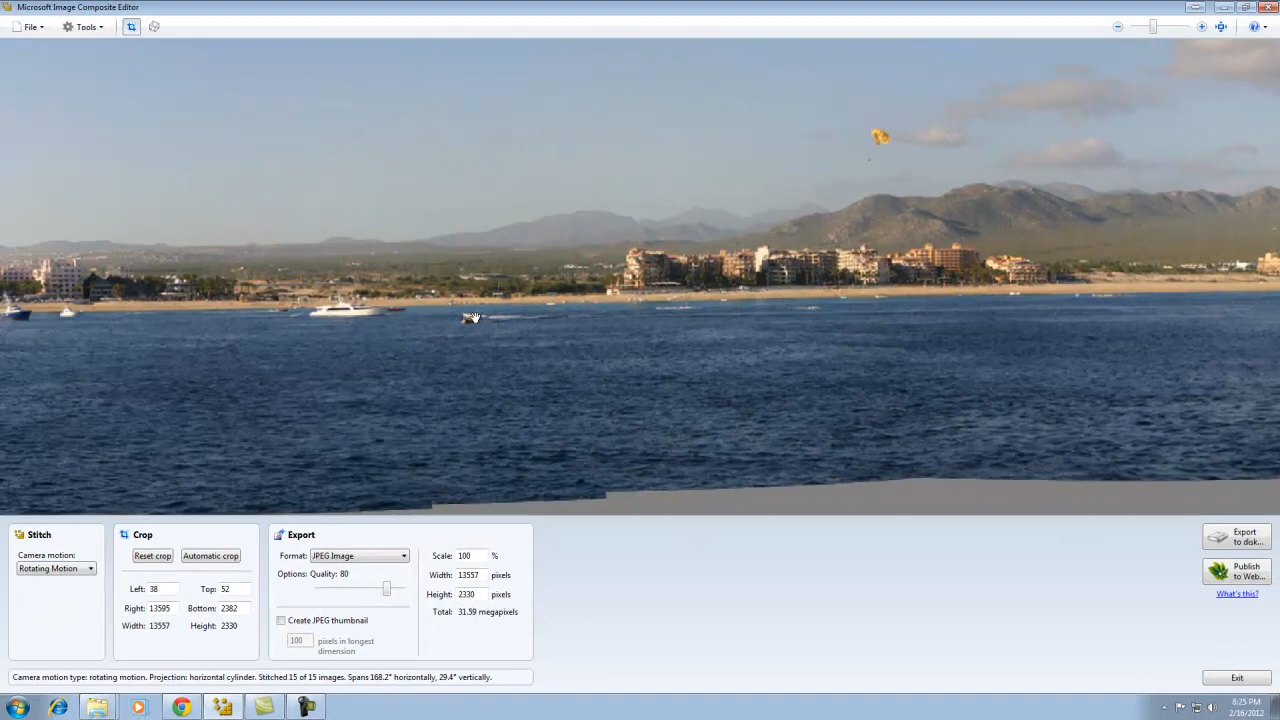 Microsoft Image Composite Editor
File
Tools
Stitch
Camera motion:
Rotating Motion
Crop
Reset crop
Automatic crop
Left: 38
Top: 52
Right: 13595
Bottom: 2382
Width: 13557
Height: 2330
Export
Format: JPEG Image
Options: Quality: 80
Create JPEG thumbnail
100 pixels in longest
dimension
Scale: 100 %
Width: 13557 pixels
Height: 2330 pixels
Total: 31.59 megapixels
Export
to disk...
Publish
to Web...
What's this?
Camera motion type: rotating motion. Projection: horizontal cylinder. Stitched 15 of 15 images. Spans 168.2° horizontally, 29.4° vertically.
Exit
8:25 PM
2/16/2012